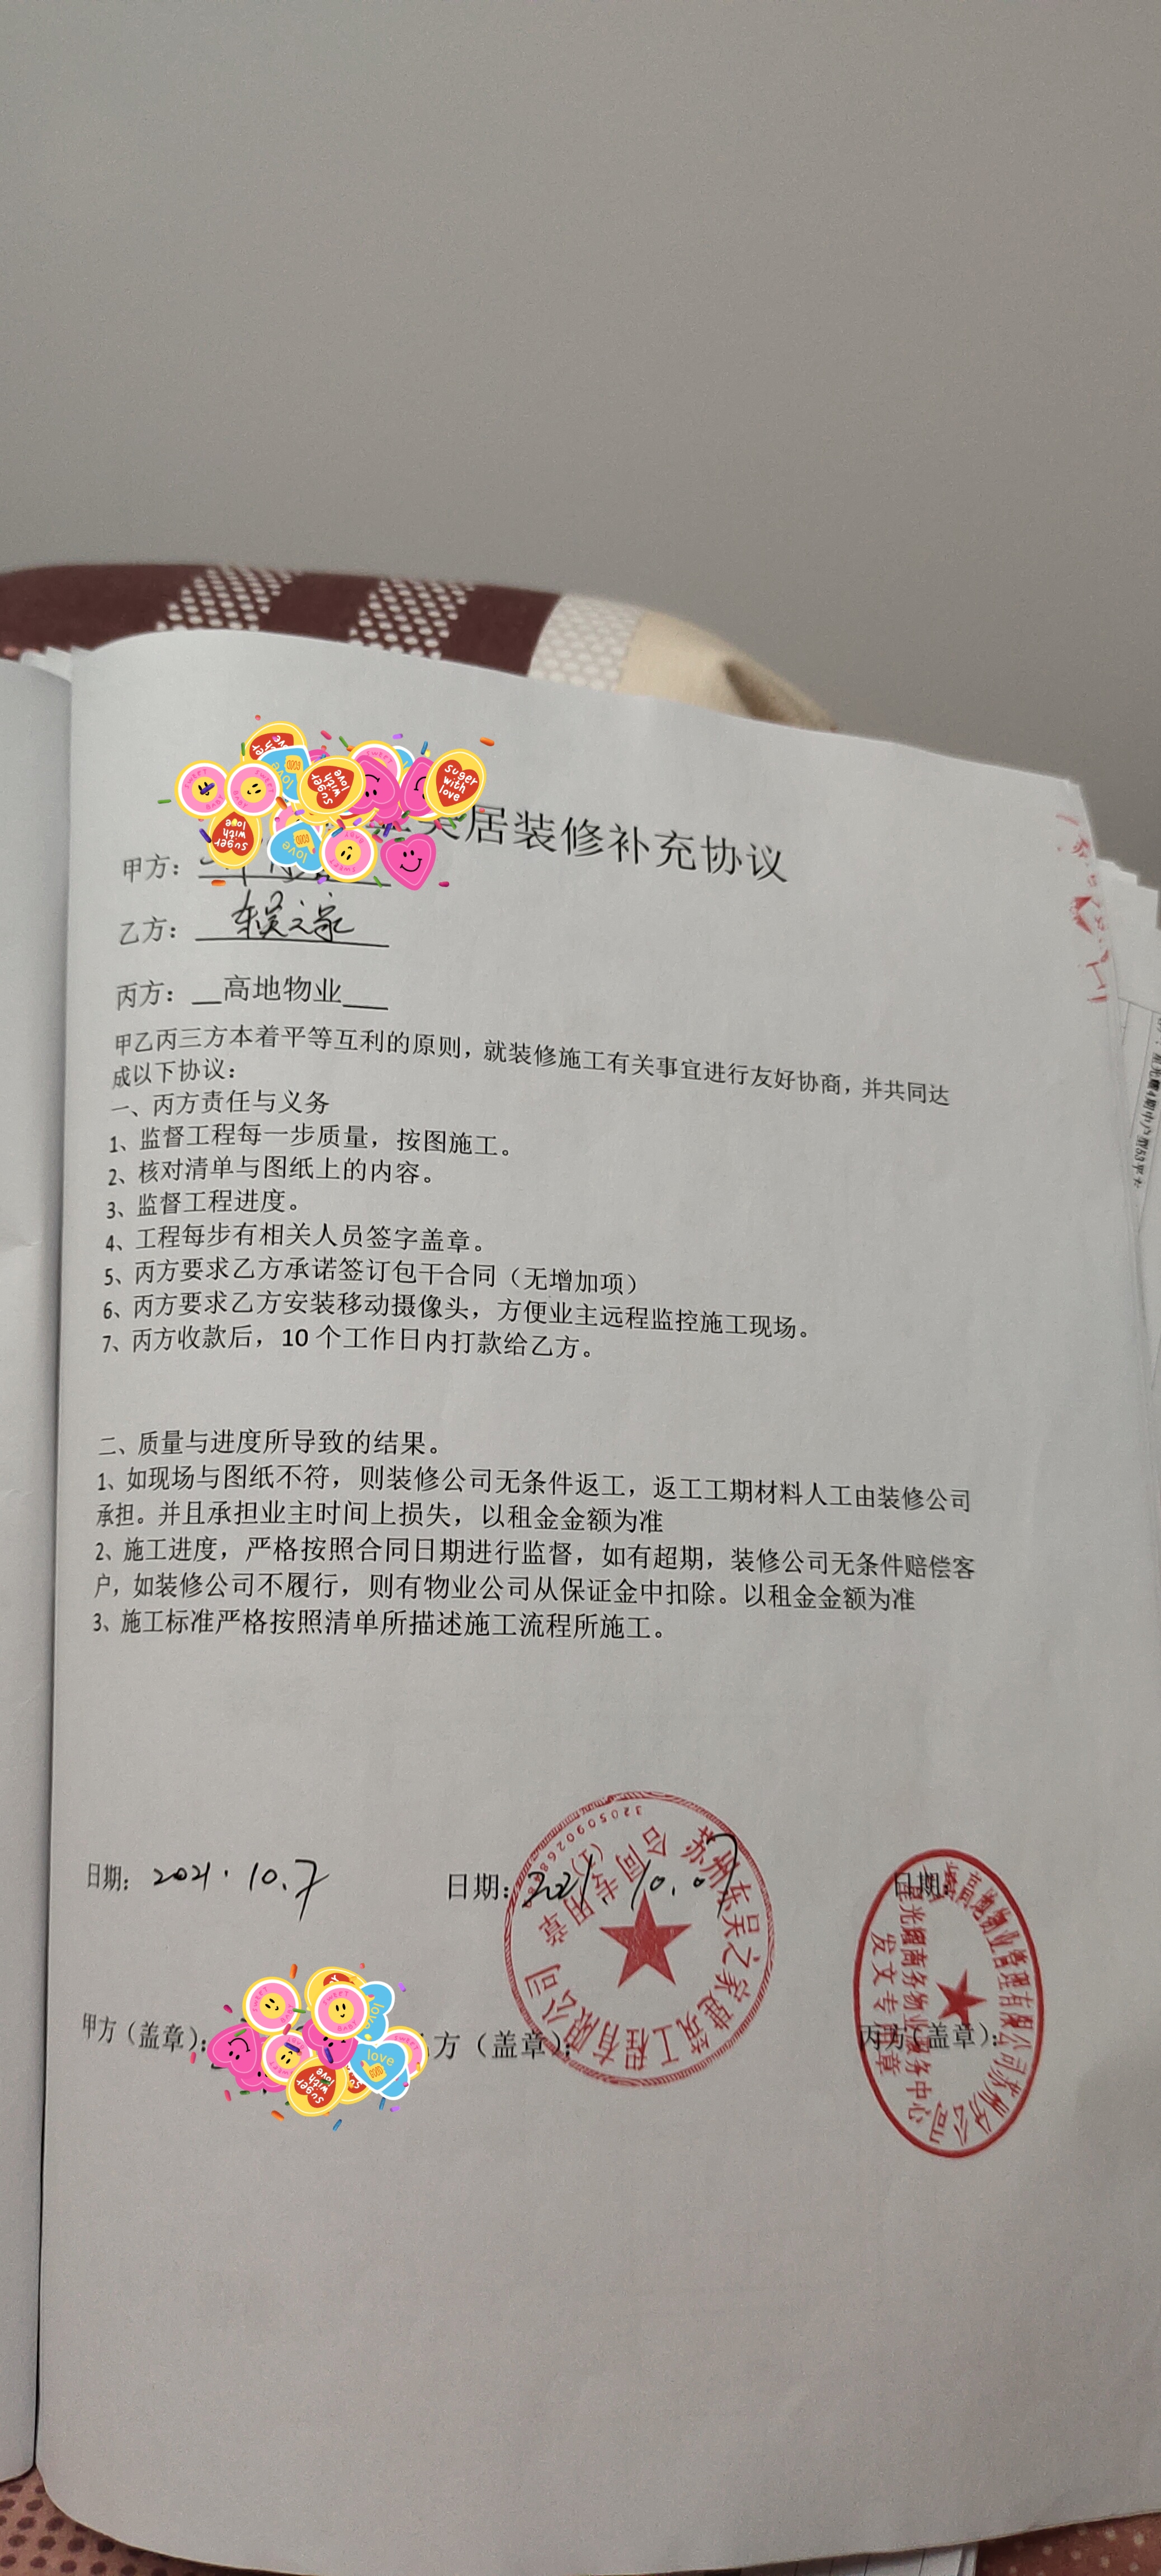 居装修补充协议
甲方：
乙方： 东吴之家
丙方： 高地物业
甲乙丙三方本着平等互利的原则，就装修施工有关事宜进行友好协商，并共同达
成以下协议：
一、丙方责任与义务
1、监督工程每一步质量，按图施工。
2、核对清单与图纸上的内容。
3、监督工程进度。
4、工程每步有相关人员签字盖章。
5、丙方要求乙方承诺签订包干合同（无增加项）
6、丙方要求乙方安装移动摄像头，方便业主远程监控施工现场。
7、丙方收款后，10 个工作日内打款给乙方。
二、质量与进度所导致的结果。
1、如现场与图纸不符，则装修公司无条件返工，返工工期材料人工由装修公司
承担。并且承担业主时间上损失，以租金金额为准
2、施工进度，严格按照合同日期进行监督，如有超期，装修公司无条件赔偿客
户，如装修公司不履行，则有物业公司从保证金中扣除。以租金金额为准
3、施工标准严格按照清单所描述施工流程所施工。
日期： 2021.10.7
日期：2021 10.07
日期：
甲方（盖章）：
方（盖章）：
丙方（盖章）：
苏州东吴之家建筑工程有限公司
合同专用章
(1)
高地物业管理有限公司苏州分公司
星光耀商务物业服务中心
发文专用章
suger with love
love
sweet